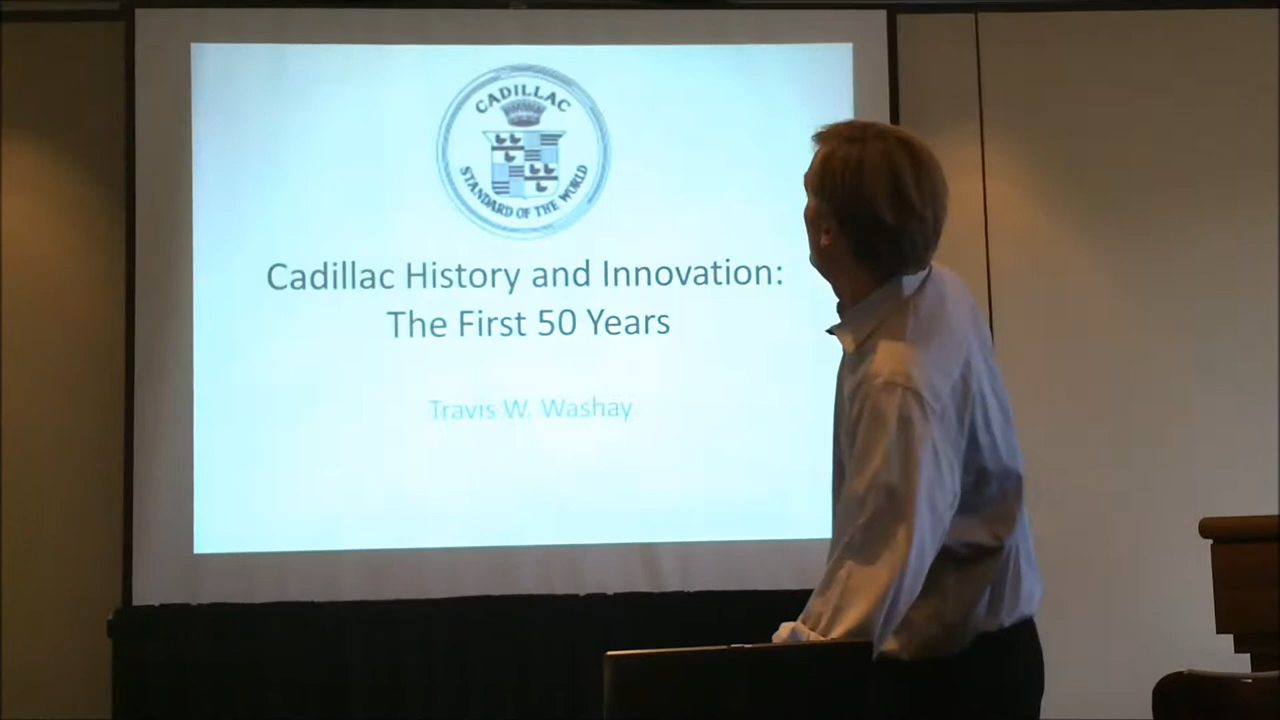 CADILLAC
STANDARD OF THE WORLD
Cadillac History and Innovation:
The First 50 Years
Travis W. Washay